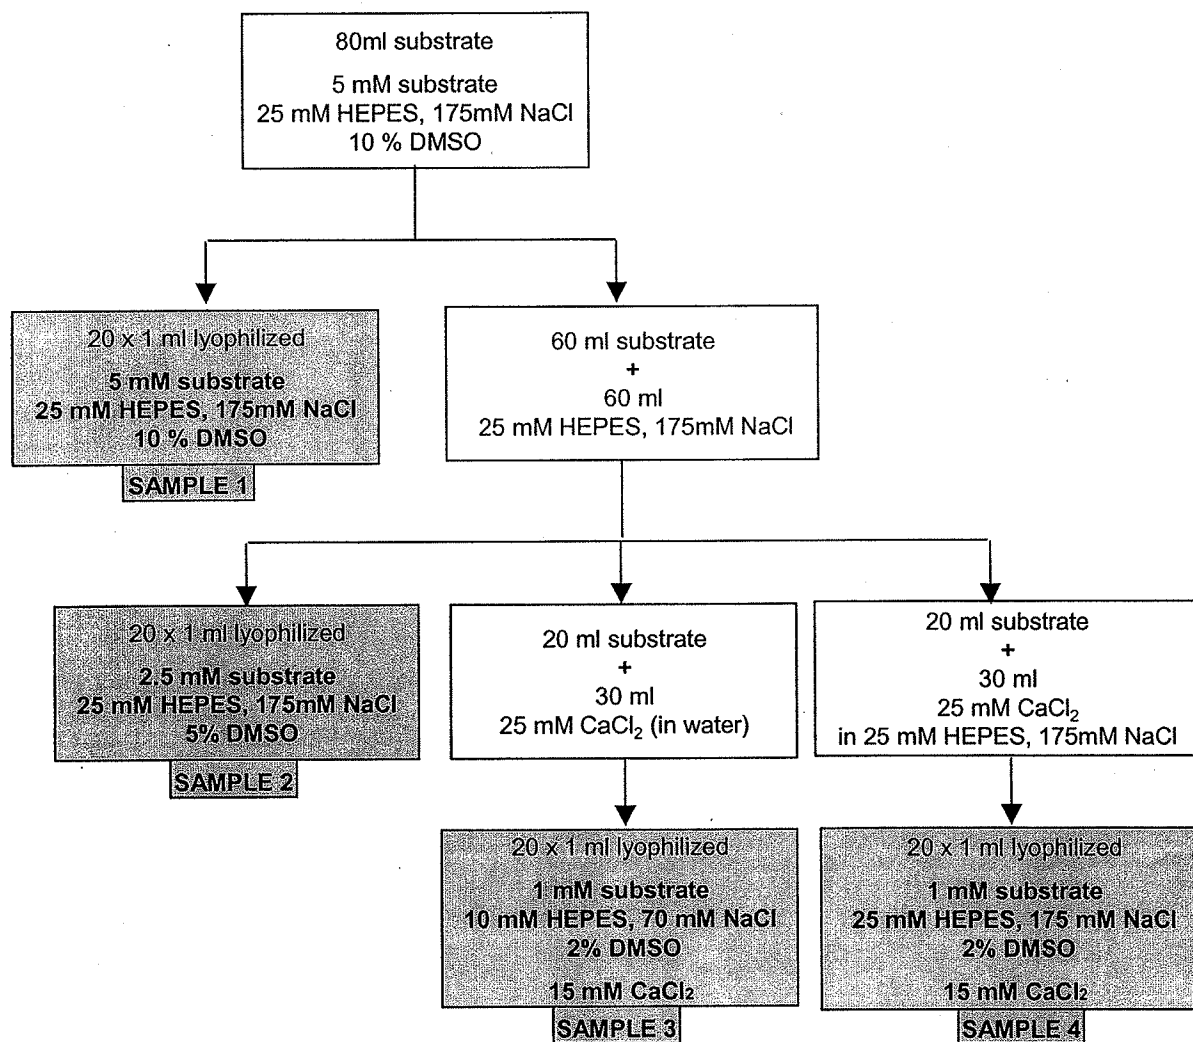 80ml substrate
5 mM substrate
25 mM HEPES, 175mM NaCl
10 % DMSO
20 x 1 ml lyophilized
5 mM substrate
25 mM HEPES, 175mM NaCl
10 % DMSO
SAMPLE 1
60 ml substrate
+
60 ml
25 mM HEPES, 175mM NaCl
20 x 1 ml lyophilized
2.5 mM substrate
25 mM HEPES, 175mM NaCl
5% DMSO
SAMPLE 2
20 ml substrate
+
30 ml
25 mM CaCl₂ (in water)
20 ml substrate
+
30 ml
25 mM CaCl₂
in 25 mM HEPES, 175mM NaCl
20 x 1 ml lyophilized
1 mM substrate
10 mM HEPES, 70 mM NaCl
2% DMSO
15 mM CaCl₂
SAMPLE 3
20 x 1 ml lyophilized
1 mM substrate
25 mM HEPES, 175 mM NaCl
2% DMSO
15 mM CaCl₂
SAMPLE 4